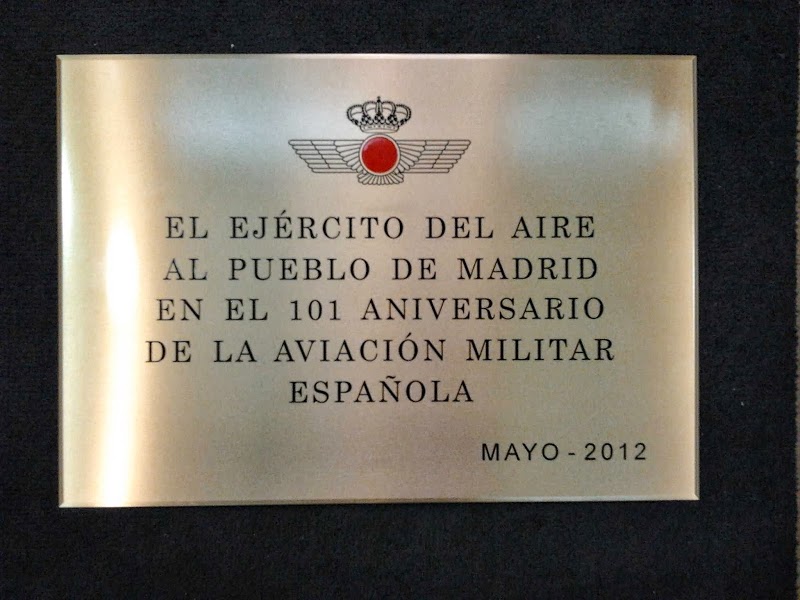 EL EJÉRCITO DEL AIRE
AL PUEBLO DE MADRID
EN EL 101 ANIVERSARIO
DE LA AVIACIÓN MILITAR
ESPAÑOLA
MAYO - 2012